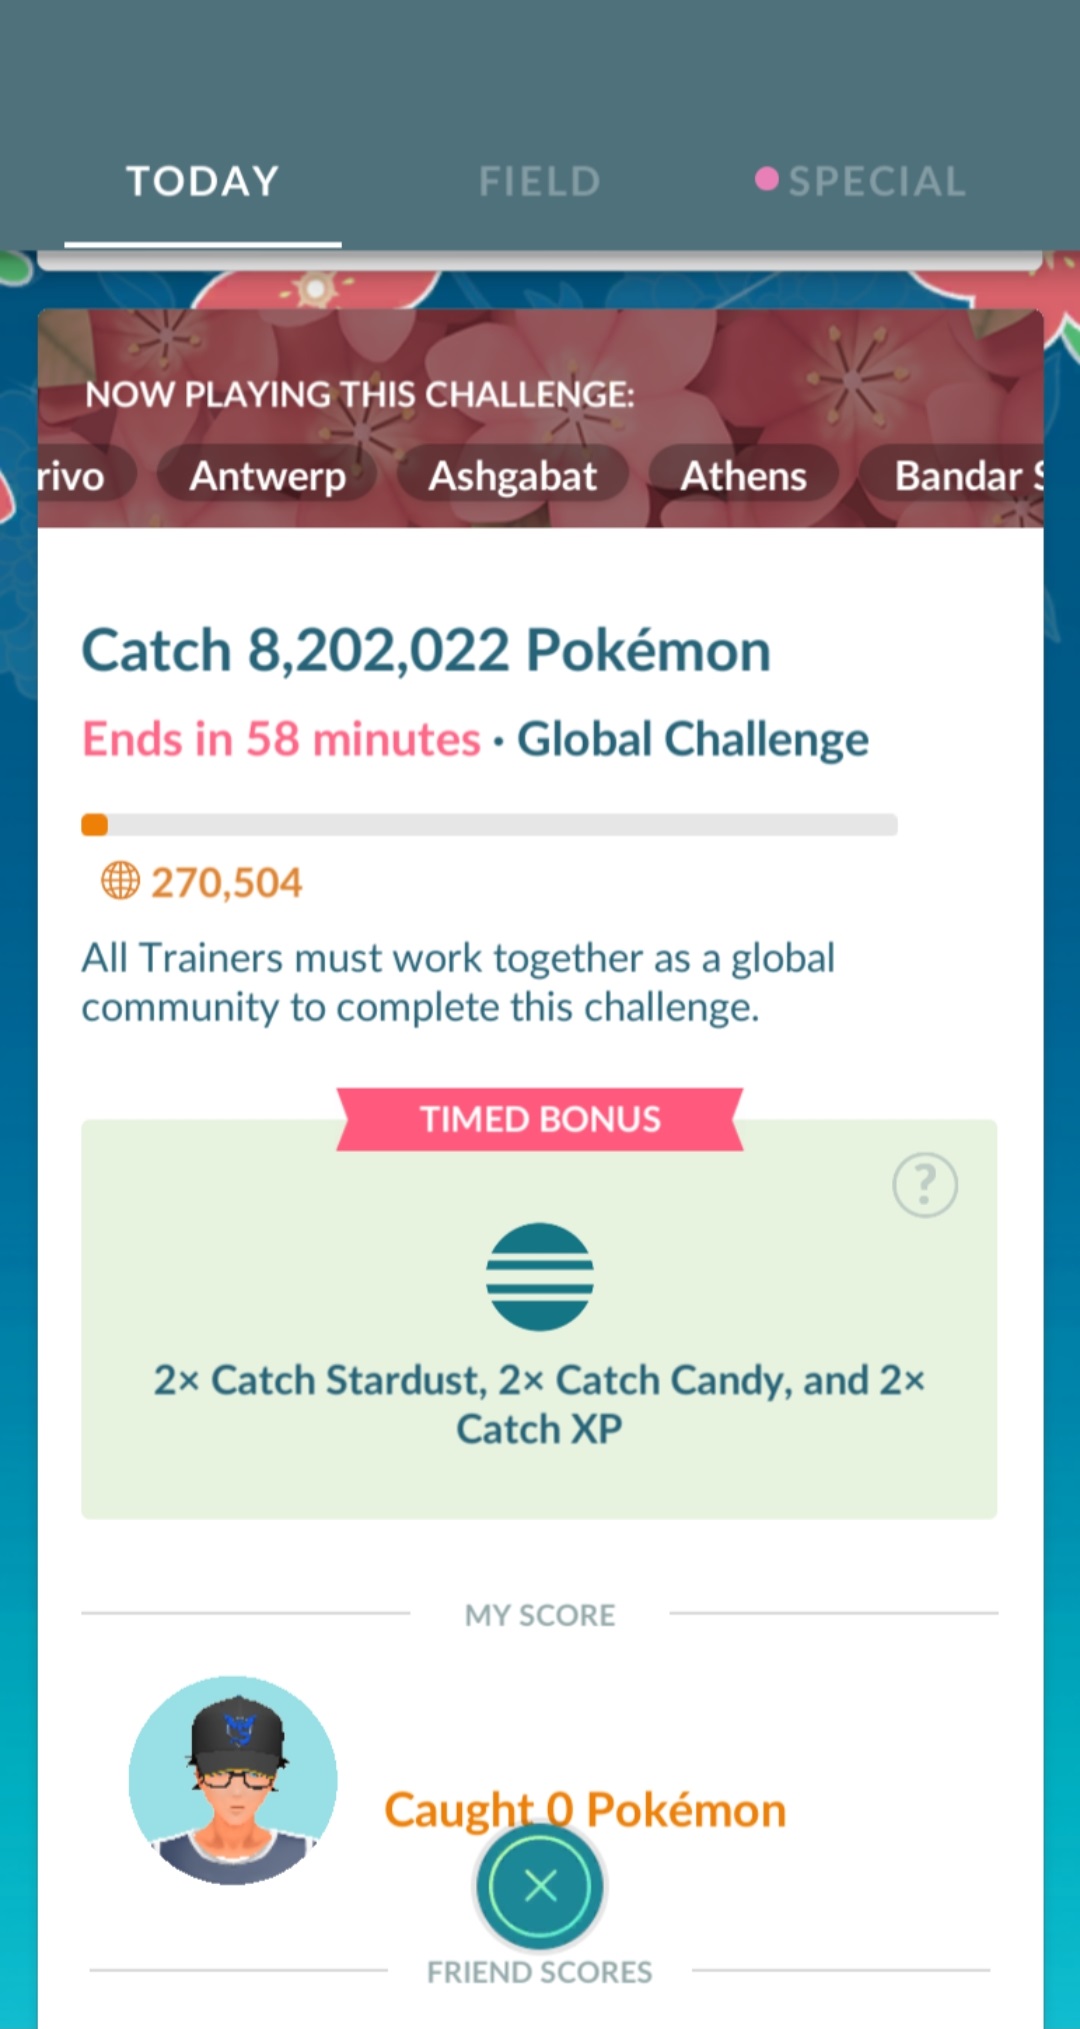 TODAY
FIELD
SPECIAL
NOW PLAYING THIS CHALLENGE:
rivo Antwerp Ashgabat Athens Bandar S
Catch 8,202,022 Pokémon
Ends in 58 minutes · Global Challenge
270,504
All Trainers must work together as a global
community to complete this challenge.
TIMED BONUS
?
2× Catch Stardust, 2× Catch Candy, and 2×
Catch XP
MY SCORE
Caught 0 Pokémon
FRIEND SCORES